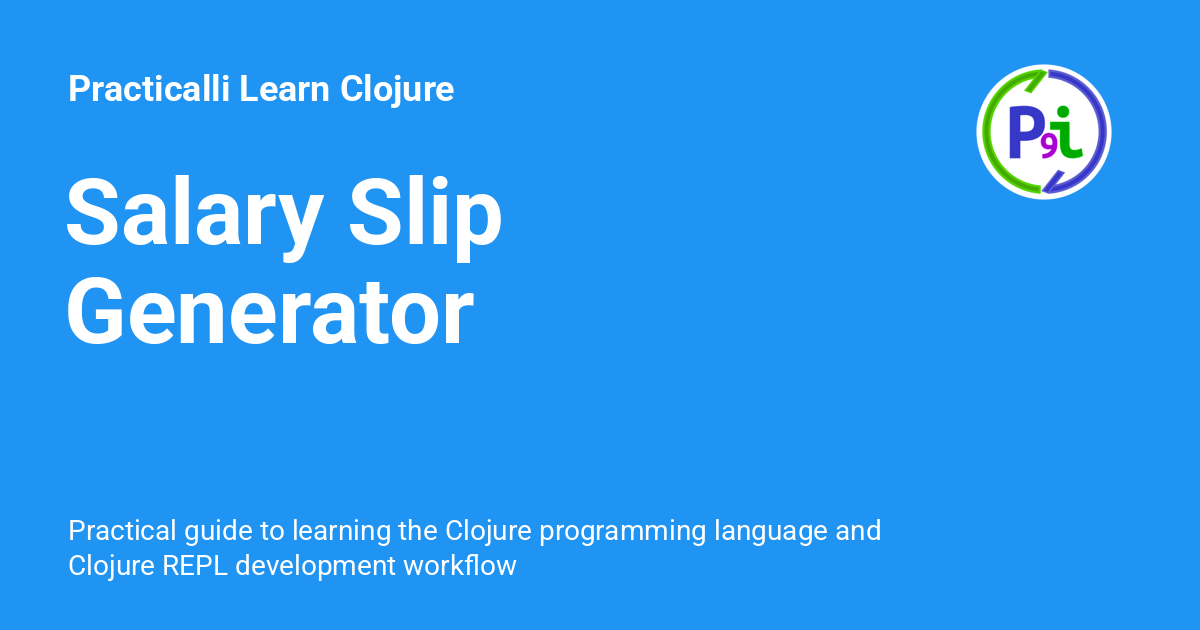 Practicalli Learn Clojure
P9i
Salary Slip
Generator
Practical guide to learning the Clojure programming language and
Clojure REPL development workflow